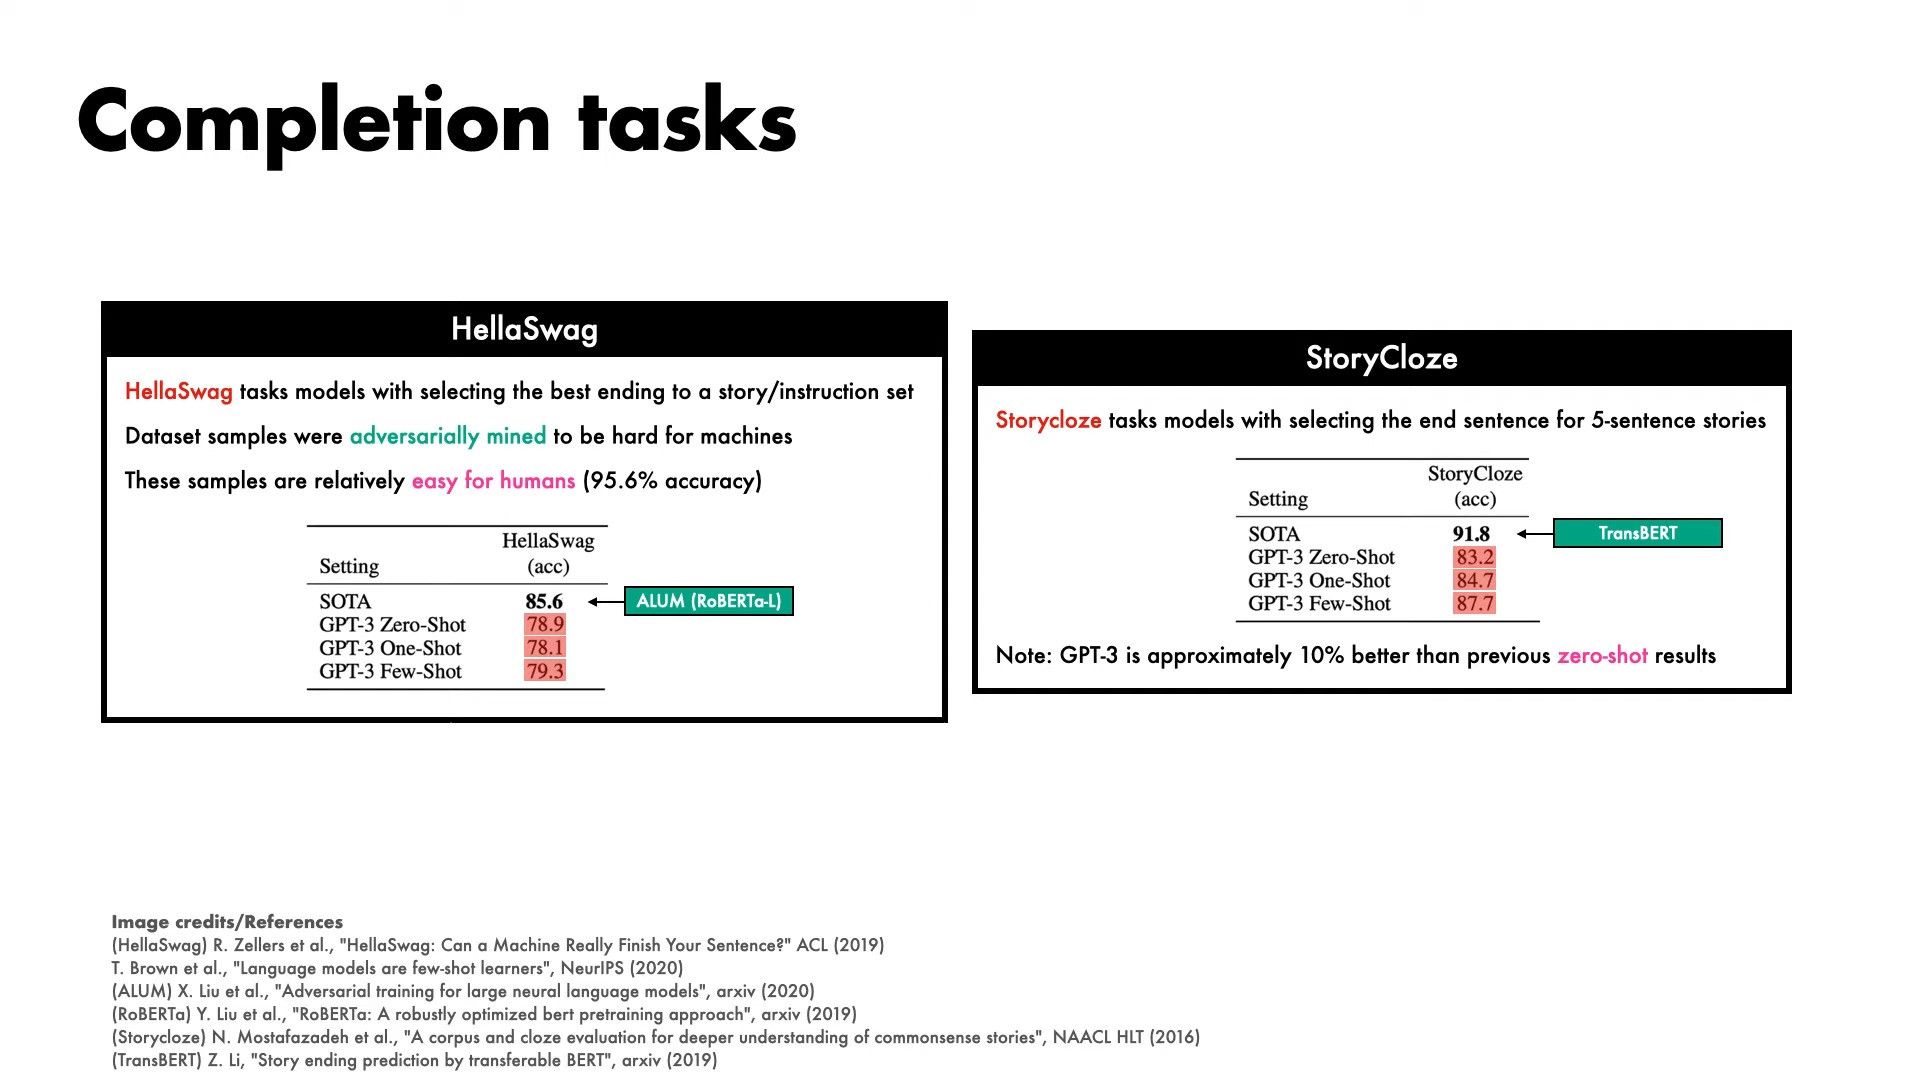 Completion tasks
HellaSwag
HellaSwag tasks models with selecting the best ending to a story/instruction set
Dataset samples were adversarially mined to be hard for machines
These samples are relatively easy for humans (95.6% accuracy)
HellaSwag
Setting (acc)
SOTA 85.6 ALUM (RoBERTa-L)
GPT-3 Zero-Shot 78.9
GPT-3 One-Shot 78.1
GPT-3 Few-Shot 79.3
StoryCloze
Storycloze tasks models with selecting the end sentence for 5-sentence stories
StoryCloze
Setting (acc)
SOTA 91.8 TransBERT
GPT-3 Zero-Shot 83.2
GPT-3 One-Shot 84.7
GPT-3 Few-Shot 87.7
Note: GPT-3 is approximately 10% better than previous zero-shot results
Image credits/References
(HellaSwag) R. Zellers et al., "HellaSwag: Can a Machine Really Finish Your Sentence?" ACL (2019)
T. Brown et al., "Language models are few-shot learners", NeurIPS (2020)
(ALUM) X. Liu et al., "Adversarial training for large neural language models", arxiv (2020)
(RoBERTa) Y. Liu et al., "RoBERTa: A robustly optimized bert pretraining approach", arxiv (2019)
(Storycloze) N. Mostafazadeh et al., "A corpus and cloze evaluation for deeper understanding of commonsense stories", NAACL HLT (2016)
(TransBERT) Z. Li, "Story ending prediction by transferable BERT", arxiv (2019)